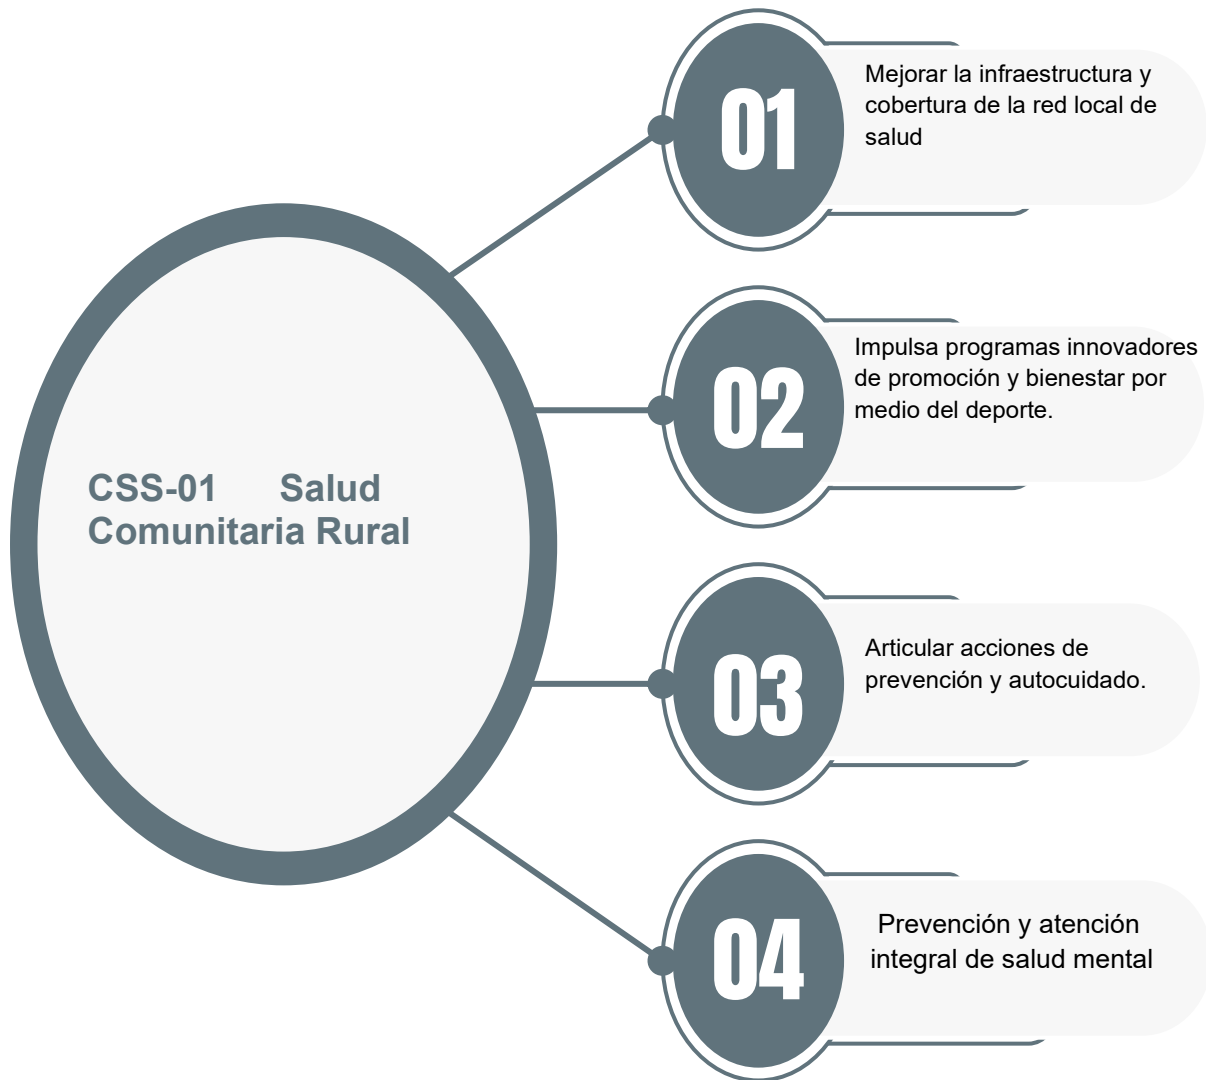 CSS-01 Salud
Comunitaria Rural
01
Mejorar la infraestructura y
cobertura de la red local de
salud
02
Impulsa programas innovadores
de promoción y bienestar por
medio del deporte.
03
Articular acciones de
prevención y autocuidado.
04
Prevención y atención
integral de salud mental